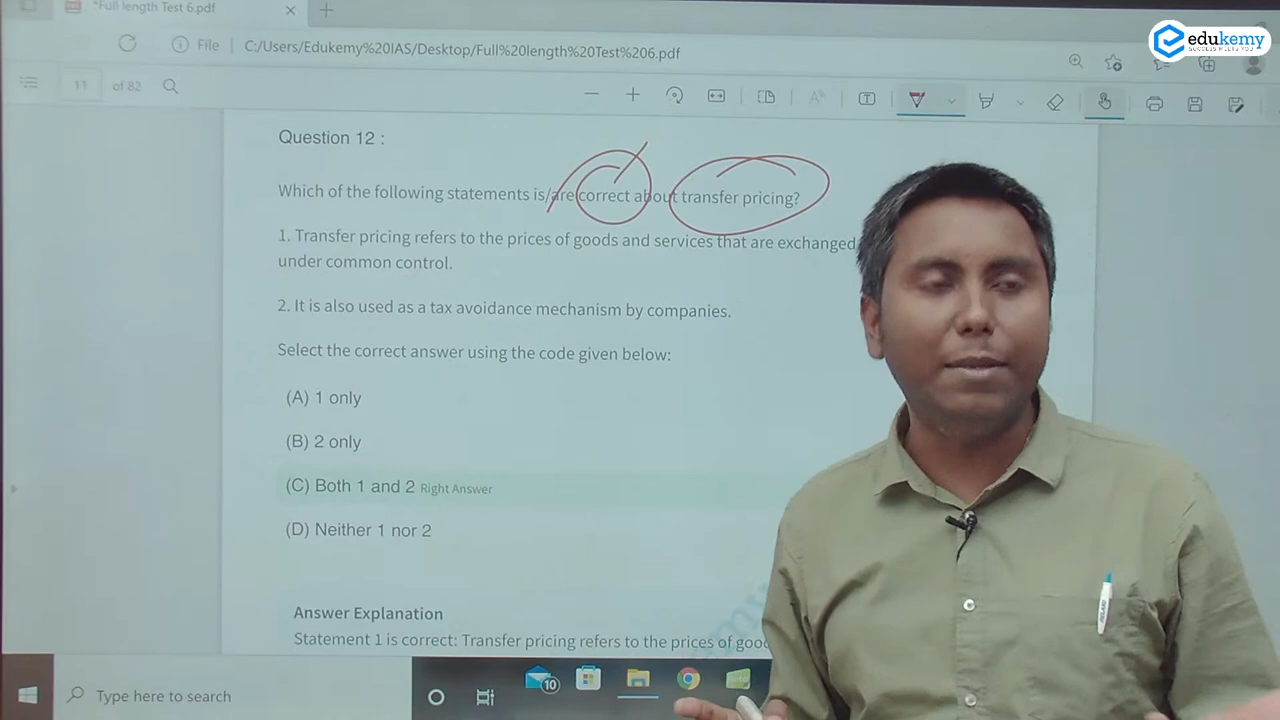 *Full length Test 6.pdf
edukemy
SUCCESS MEETS YOU
File C:/Users/Edukemy%20IAS/Desktop/Full%20length%20Test%206.pdf
11 of 82
Question 12 :
Which of the following statements is/are correct about transfer pricing?
1. Transfer pricing refers to the prices of goods and services that are exchanged
under common control.
2. It is also used as a tax avoidance mechanism by companies.
Select the correct answer using the code given below:
(A) 1 only
(B) 2 only
(C) Both 1 and 2 Right Answer
(D) Neither 1 nor 2
Answer Explanation
Statement 1 is correct: Transfer pricing refers to the prices of good
Type here to search
10